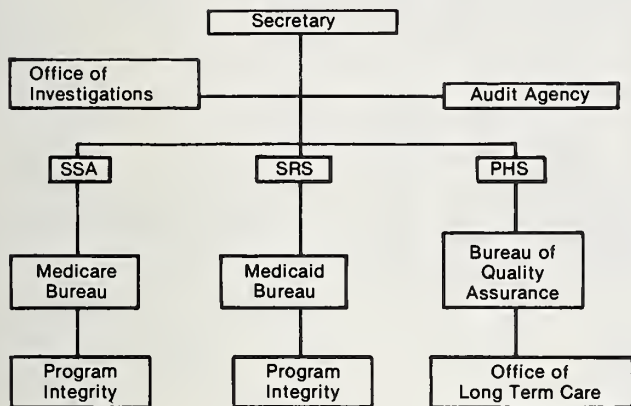 Secretary
Office of
Investigations
Audit Agency
SSA
SRS
PHS
Medicare
Bureau
Medicaid
Bureau
Bureau of
Quality
Assurance
Program
Integrity
Program
Integrity
Office of
Long Term Care